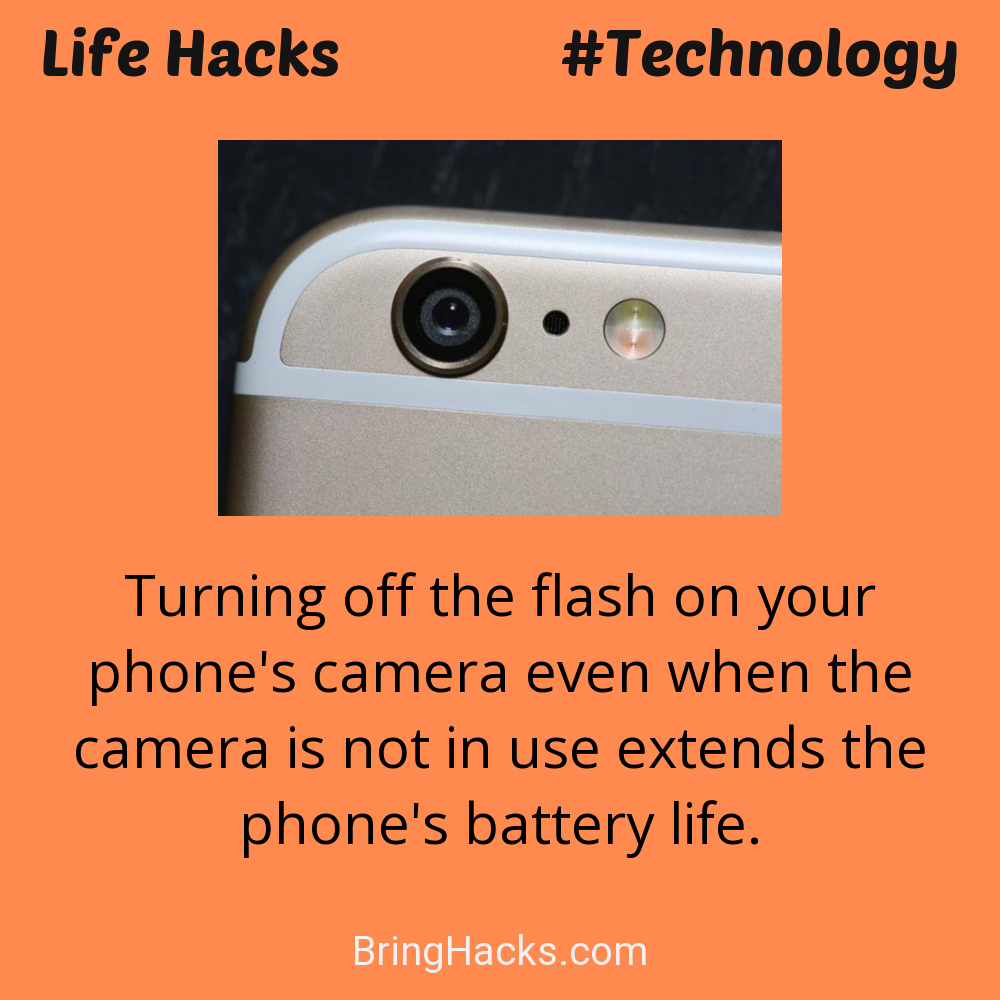 Life Hacks #Technology
Turning off the flash on your
phone's camera even when the
camera is not in use extends the
phone's battery life.
BringHacks.com